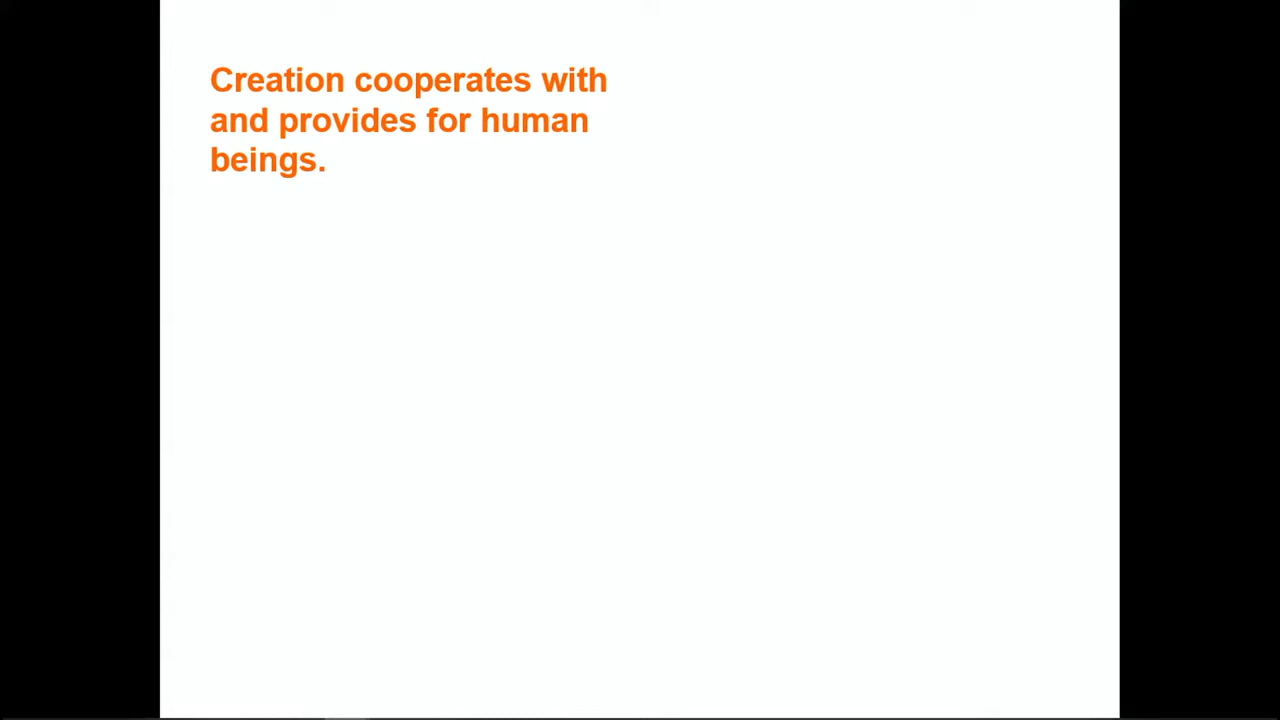 Creation cooperates with
and provides for human
beings.